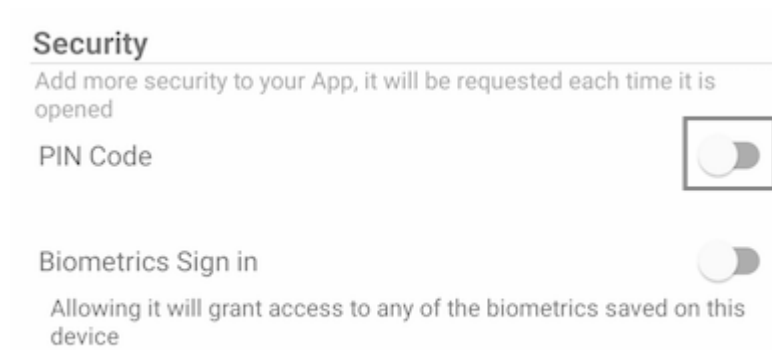 Security
Add more security to your App, it will be requested each time it is
opened
PIN Code
Biometrics Sign in
Allowing it will grant access to any of the biometrics saved on this
device